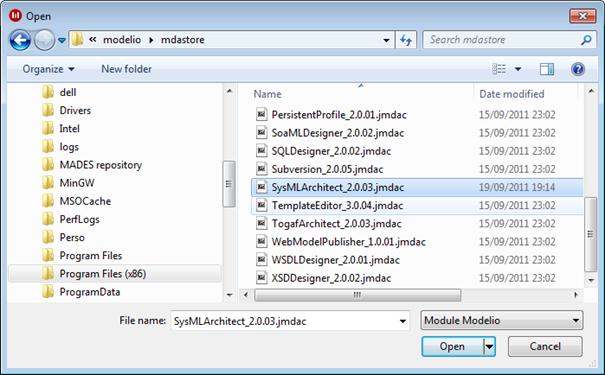 Open
« modelio ▸ mdastore
Search mdastore
Organize
New folder
Name
Date modified
dell
Drivers
Intel
logs
MADES repository
MinGW
MSOCache
PerfLogs
Perso
Program Files
Program Files (x86)
ProgramData
PersistentProfile_2.0.01.jmdac 15/09/2011 23:02
SoaMLDesigner_2.0.02.jmdac 15/09/2011 23:02
SQLDesigner_2.0.02.jmdac 15/09/2011 23:02
Subversion_2.0.05.jmdac 15/09/2011 23:02
SysMLArchitect_2.0.03.jmdac 19/09/2011 19:14
TemplateEditor_3.0.04.jmdac 15/09/2011 23:02
TogafArchitect_2.0.03.jmdac 15/09/2011 23:02
WebModelPublisher_1.0.01.jmdac 15/09/2011 23:02
WSDLDesigner_2.0.01.jmdac 15/09/2011 23:02
XSDDesigner_2.0.02.jmdac 15/09/2011 23:02
File name: SysMLArchitect_2.0.03.jmdac
Module Modelio
Open
Cancel